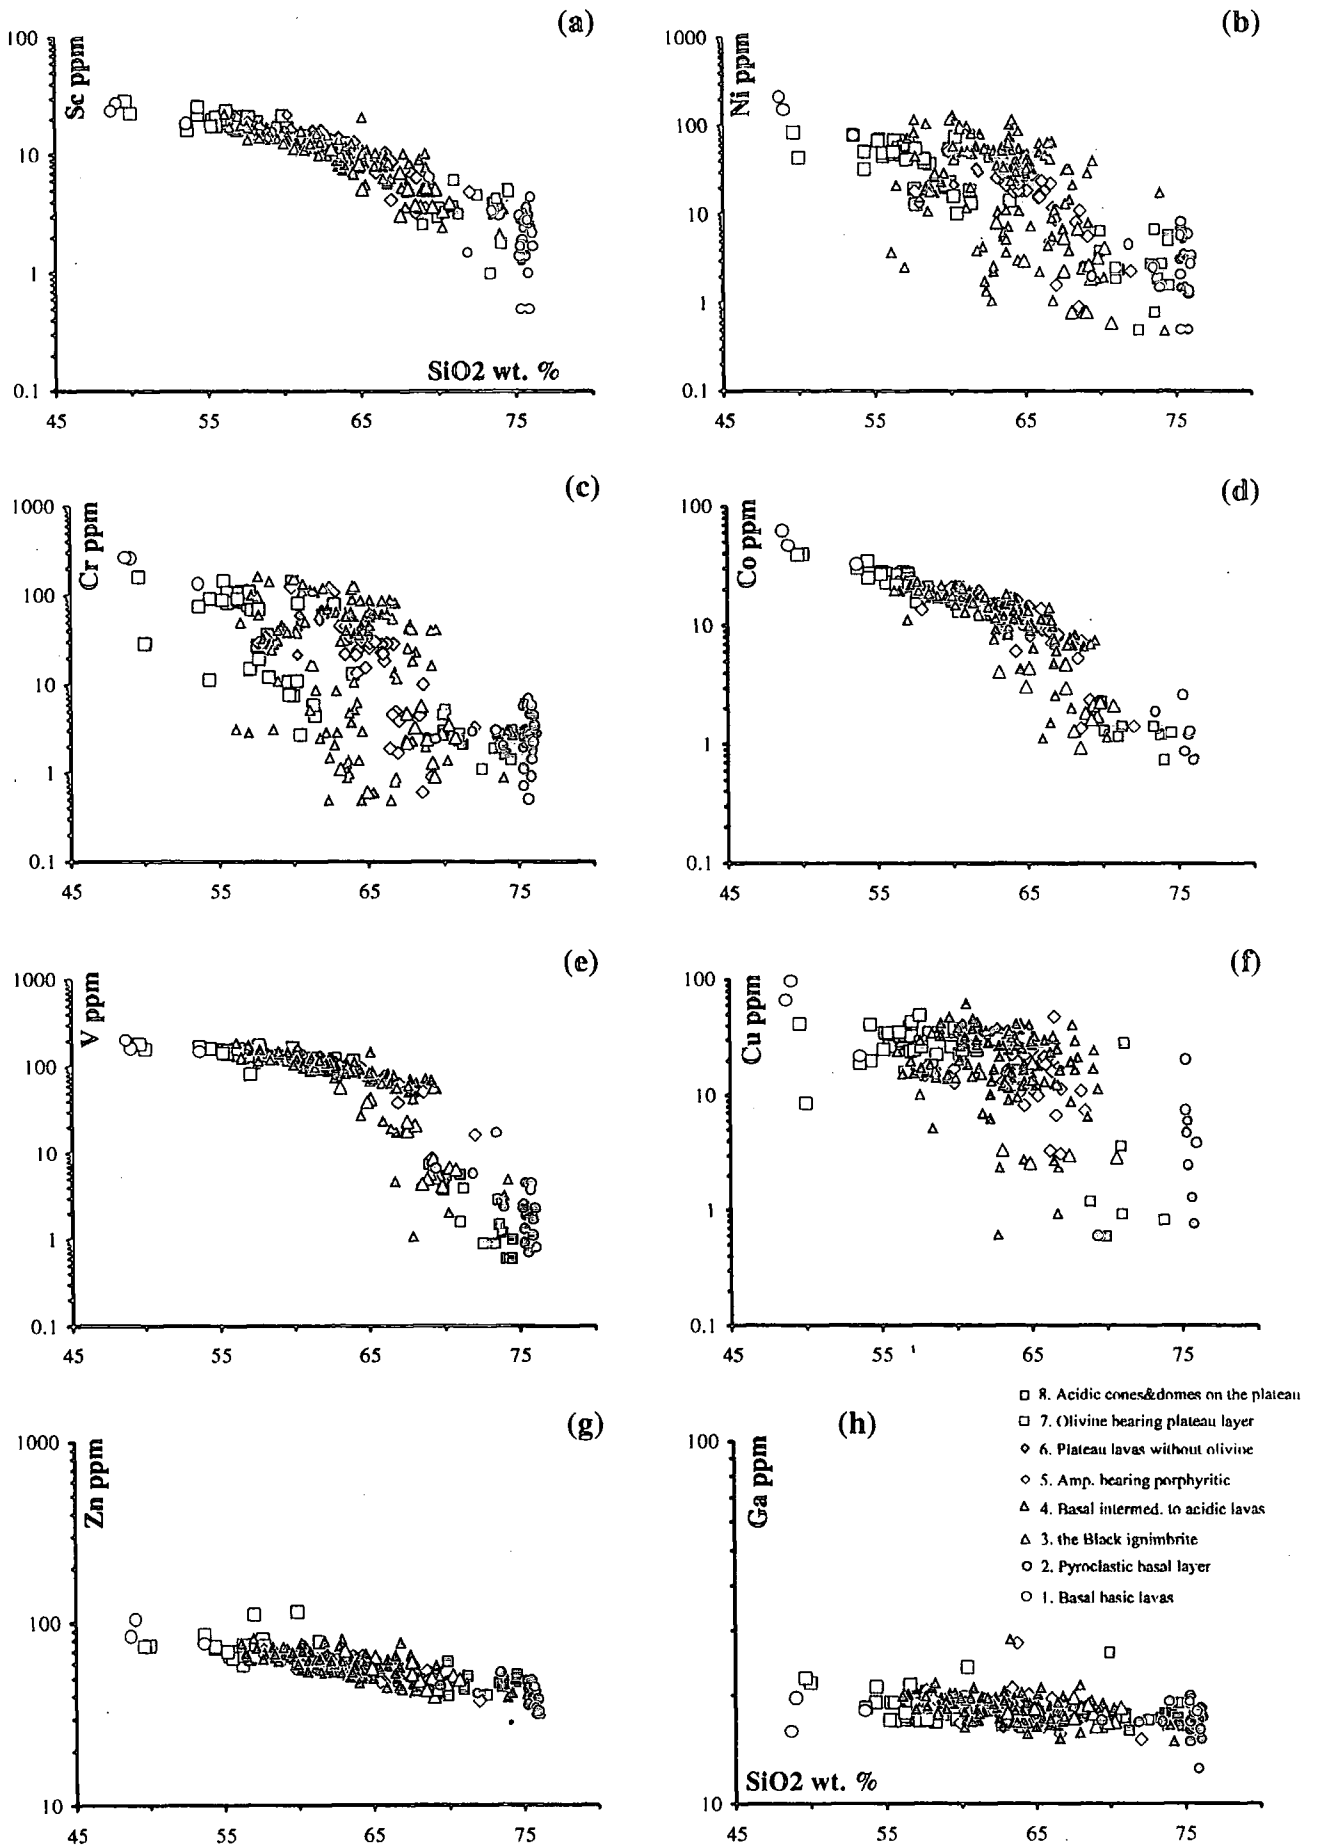 (a)
Sc ppm
100
10
1
0.1
SiO2 wt. %
45 55 65 75
(b)
Ni ppm
1000
100
10
1
0.1
45 55 65 75
(c)
Cr ppm
1000
100
10
1
0.1
45 55 65 75
(d)
Co ppm
100
10
1
0.1
45 55 65 75
(e)
V ppm
1000
100
10
1
0.1
45 55 65 75
(f)
Cu ppm
100
10
1
0.1
45 55 65 75
8. Acidic cones&domes on the plateau
7. Olivine bearing plateau layer
6. Plateau lavas without olivine
5. Amp. bearing porphyritic
4. Basal intermed. to acidic lavas
3. the Black ignimbrite
2. Pyroclastic basal layer
1. Basal basic lavas
(g)
Zn ppm
1000
100
10
45 55 65 75
(h)
Ga ppm
100
10
SiO2 wt. %
45 55 65 75